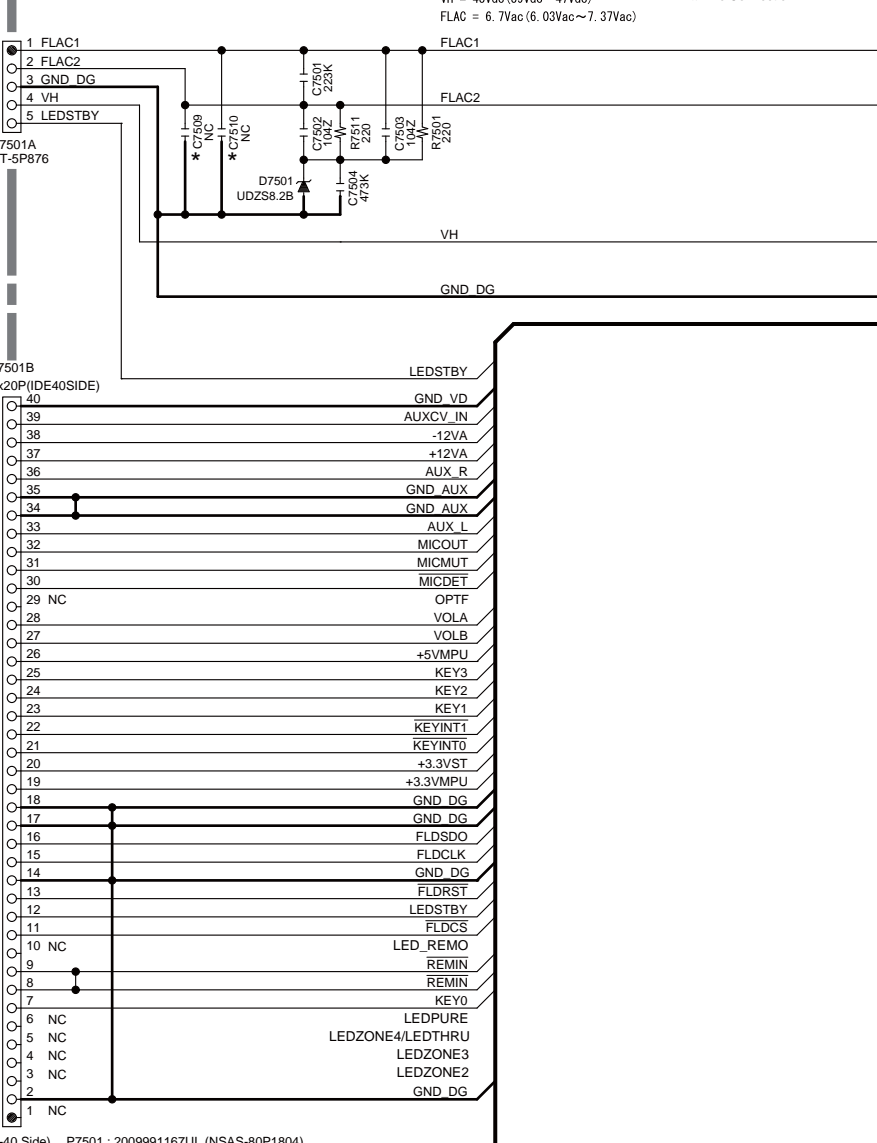 FLAC = 6.7Vac(6.03Vac~7.37Vac)
1 FLAC1
FLAC1
2 FLAC2
3 GND_DG
4 VH
5 LEDSTBY
FLAC2
7501A
T-5P876
C7501
223K
*C7509
NC
*C7510
NC
C7502
104Z
R7511
220
C7503
104Z
R7501
220
D7501
UDZS8.2B
C7504
473K
VH
GND_DG
7501B
x20P(IDE40SIDE)
LEDSTBY
40 GND_VD
39 AUXCV_IN
38 -12VA
37 +12VA
36 AUX_R
35 GND_AUX
34 GND_AUX
33 AUX_L
32 MICOUT
31 MICMUT
30 MICDET
29 NC OPTF
28 VOLA
27 VOLB
26 +5VMPU
25 KEY3
24 KEY2
23 KEY1
22 KEYINT1
21 KEYINT0
20 +3.3VST
19 +3.3VMPU
18 GND_DG
17 GND_DG
16 FLDSDO
15 FLDCLK
14 GND_DG
13 FLDRST
12 LEDSTBY
11 FLDCS
10 NC LED_REMO
9 REMIN
8 REMIN
7 KEY0
6 NC LEDPURE
5 NC LEDZONE4/LEDTHRU
4 NC LEDZONE3
3 NC LEDZONE2
2 GND_DG
1 NC
-40 Side) P7501 : 2009991167UL (NSAS-80P1804)